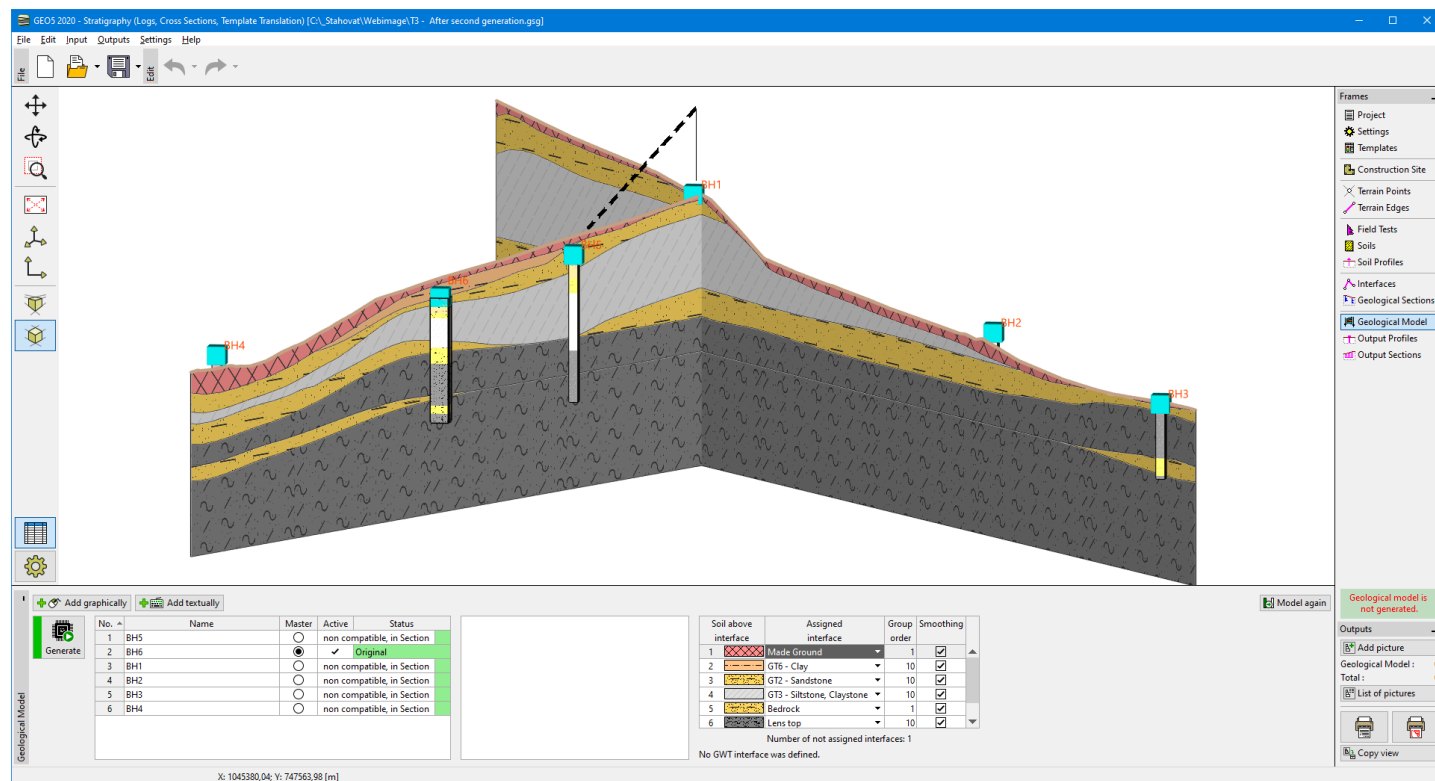 GEO5 2020 - Stratigraphy (Logs, Cross Sections, Template Translation) [C:\_Stahovat\Webimage\T3 - After second generation.gsg]
File Edit Input Outputs Settings Help
File
Edit
Frames
Project
Settings
Templates
Construction Site
Terrain Points
Terrain Edges
Field Tests
Soils
Soil Profiles
Interfaces
Geological Sections
Geological Model
Output Profiles
Output Sections
BH1
BH5
BH6
BH2
BH4
BH3
Add graphically Add textually
Model again
Generate
No. Name Master Active Status
1 BH5 non compatible, in Section
2 BH6 Original
3 BH1 non compatible, in Section
4 BH2 non compatible, in Section
5 BH3 non compatible, in Section
6 BH4 non compatible, in Section
Soil above Assigned Group Smoothing
interface interface order
1 Made Ground 1
2 GT6 - Clay 10
3 GT2 - Sandstone 10
4 GT3 - Siltstone, Claystone 10
5 Bedrock 1
6 Lens top 10
Number of not assigned interfaces: 1
No GWT interface was defined.
Geological Model
Geological model is
not generated.
Outputs
Add picture
Geological Model :
Total :
List of pictures
Copy view
X: 1045380,04; Y: 747563,98 [m]